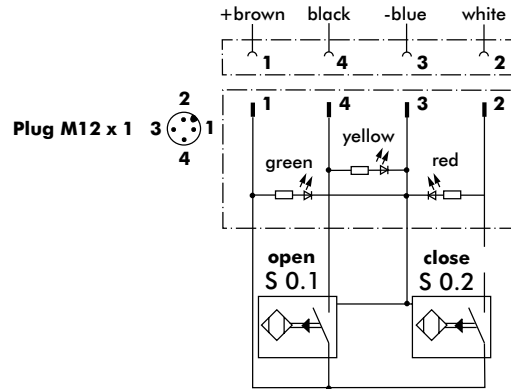 +brown black -blue white
1 4 3 2
1 4 3 2
2
Plug M12 x 1 3 1
4
yellow
green red
open close
S 0.1 S 0.2